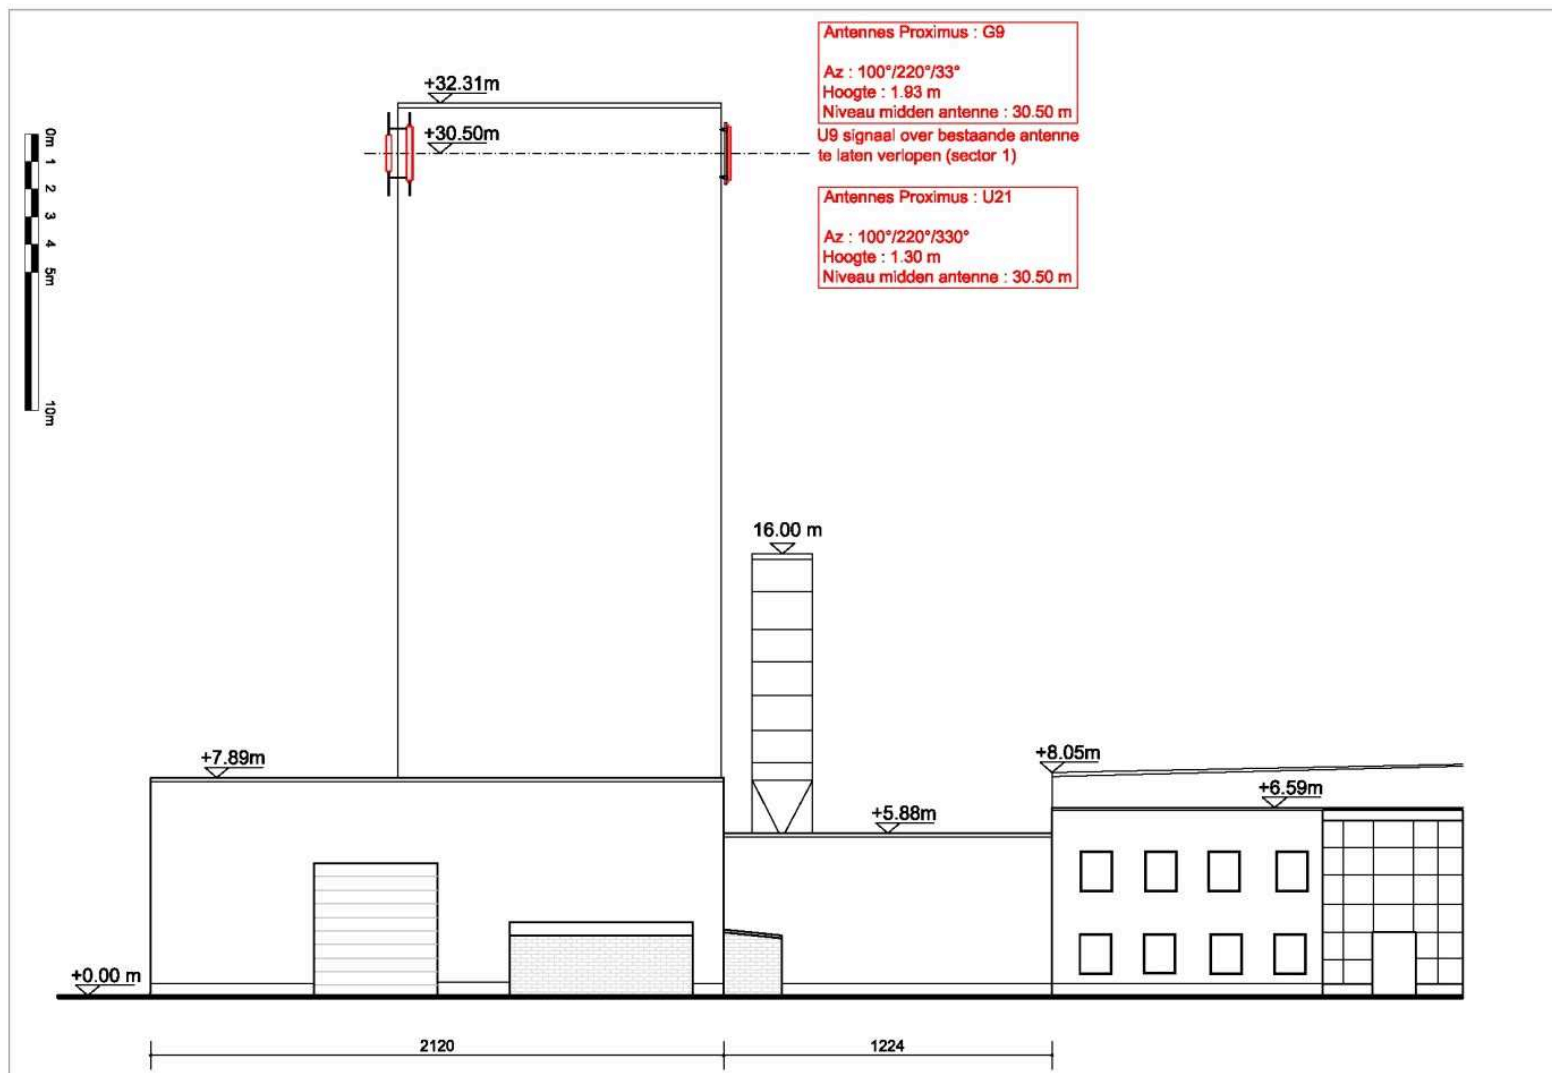 Antennes Proximus : G9
Az : 100°/220°/33°
Hoogte : 1.93 m
Niveau midden antenne : 30.50 m
U9 signaal over bestaande antenne
te laten verlopen (sector 1)
Antennes Proximus : U21
Az : 100°/220°/330°
Hoogte : 1.30 m
Niveau midden antenne : 30.50 m
+32.31m
+30.50m
0m
1
2
3
4
5m
10m
16.00 m
+7.89m
+8.05m
+6.59m
+5.88m
+0.00 m
2120
1224